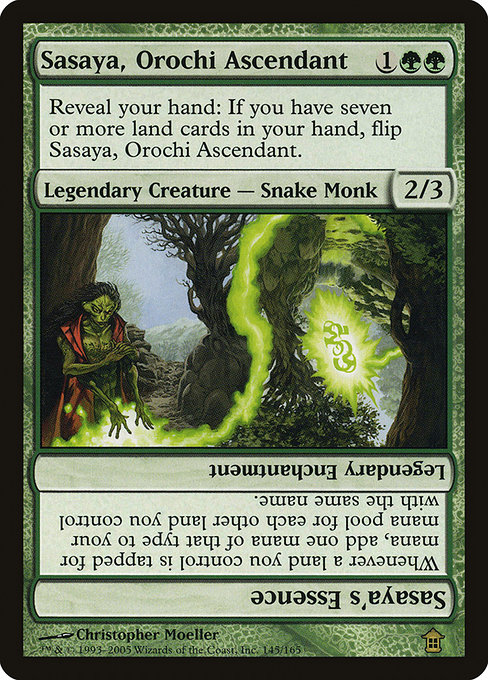 Sasaya, Orochi Ascendant 1
Reveal your hand: If you have seven
or more land cards in your hand, flip
Sasaya, Orochi Ascendant.
Legendary Creature — Snake Monk 2/3
Sasaya's Essence
Whenever a land you control is tapped for
mana, add one mana of that type to your
mana pool for each other land you control
with the same name.
Legendary Enchantment
Christopher Moeller
™ & © 1993–2005 Wizards of the Coast, Inc. 145/165